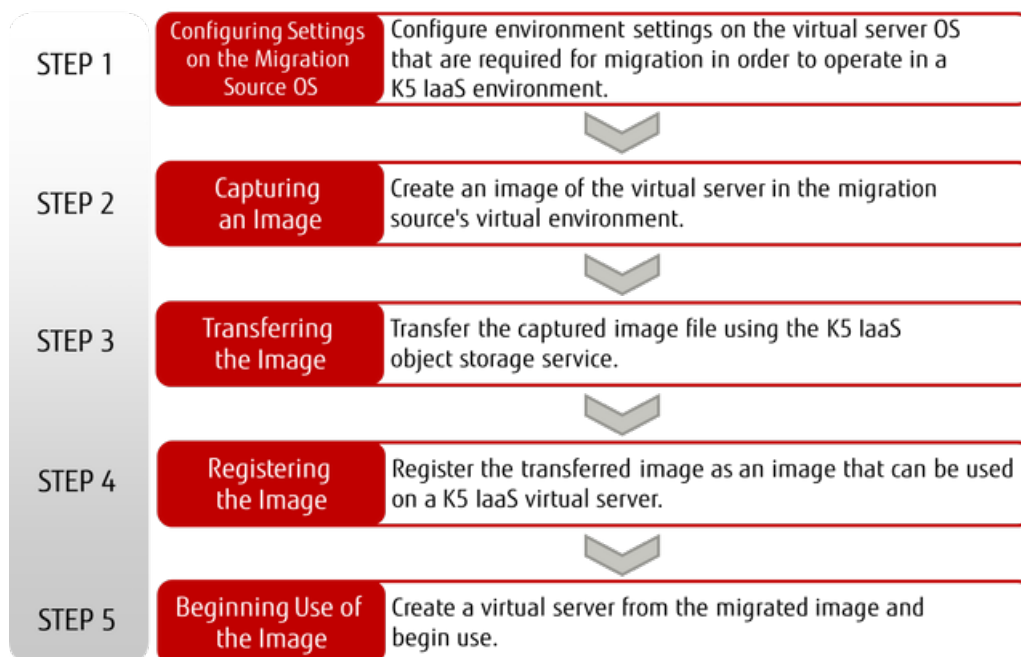 STEP 1
Configuring Settings
on the Migration
Source OS
Configure environment settings on the virtual server OS
that are required for migration in order to operate in a
K5 IaaS environment.
STEP 2
Capturing
an Image
Create an image of the virtual server in the migration
source's virtual environment.
STEP 3
Transferring
the Image
Transfer the captured image file using the K5 IaaS
object storage service.
STEP 4
Registering
the Image
Register the transferred image as an image that can be used
on a K5 IaaS virtual server.
STEP 5
Beginning Use of
the Image
Create a virtual server from the migrated image and
begin use.